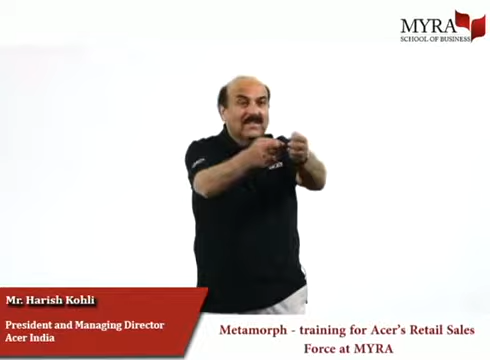 MYRA
SCHOOL OF BUSINESS
Mr. Harish Kohli
President and Managing Director
Acer India
Metamorph - training for Acer's Retail Sales
Force at MYRA